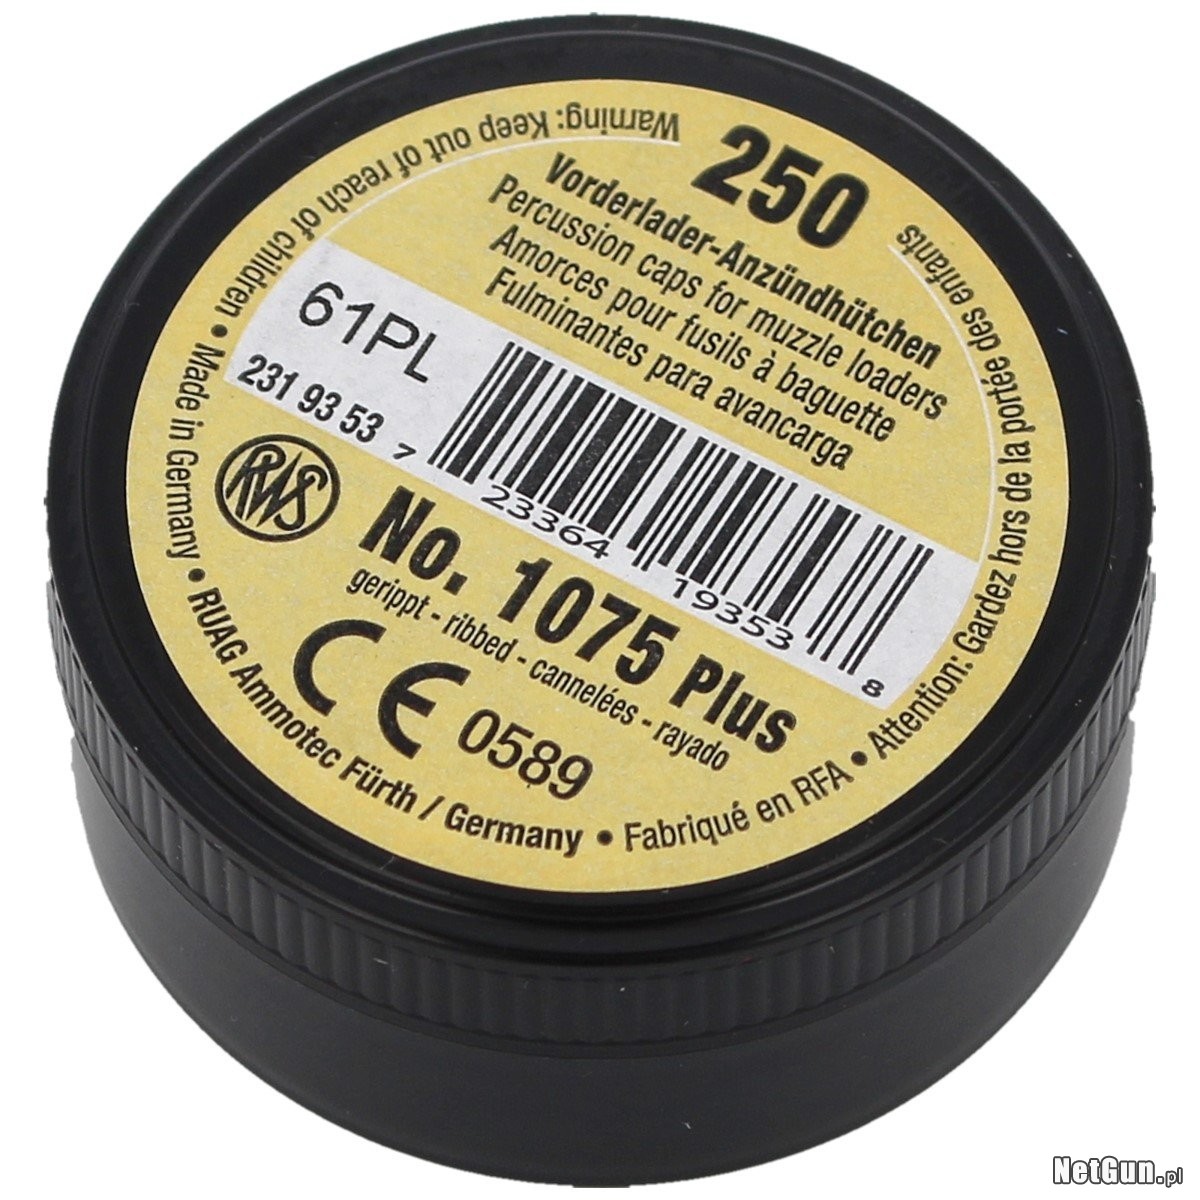 250
Vorderlader-Anzündhütchen
Percussion caps for muzzle loaders
Amorces pour fusils à baguette
Fulminantes para avancarga
61PL
231 93 53
7 23364 19353 8
RWS
No. 1075 Plus
gerippt - ribbed - cannelées - rayado
CE 0589
Warning: Keep out of reach of children • Made in Germany • RUAG Ammotec Fürth / Germany • Fabriqué en RFA • Attention: Gardez hors de la portée des enfants
NetGun.pl